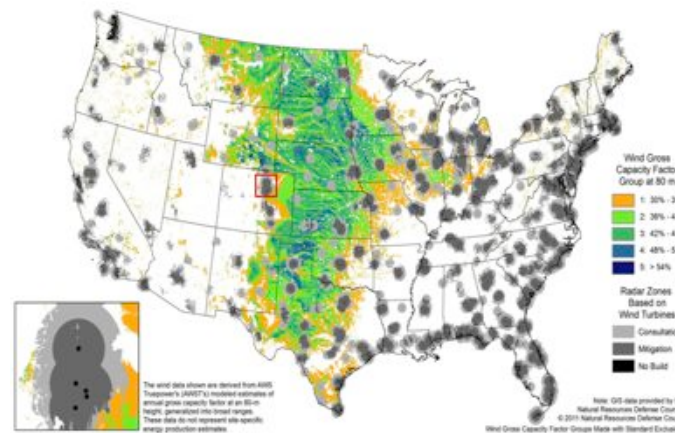 Wind Gross
Capacity Factor
Group at 80 m
1: 30% - 3
2: 36% - 4
3: 42% - 4
4: 48% - 5
5: > 54%
Radar Zones
Based on
Wind Turbines
Consultatio
Mitigation
No Build
The wind data shown are derived from AWS
Truepower's (AWST's) modeled estimates of
annual gross capacity factor at an 80-m
height, generalized into broad ranges.
These data do not represent site-specific
energy production estimates.
Note: GIS data provided by
Natural Resources Defense Cou
© 2011 Natural Resources Defense Coun
Wind Gross Capacity Factor Groups Made with Standard Exclusi